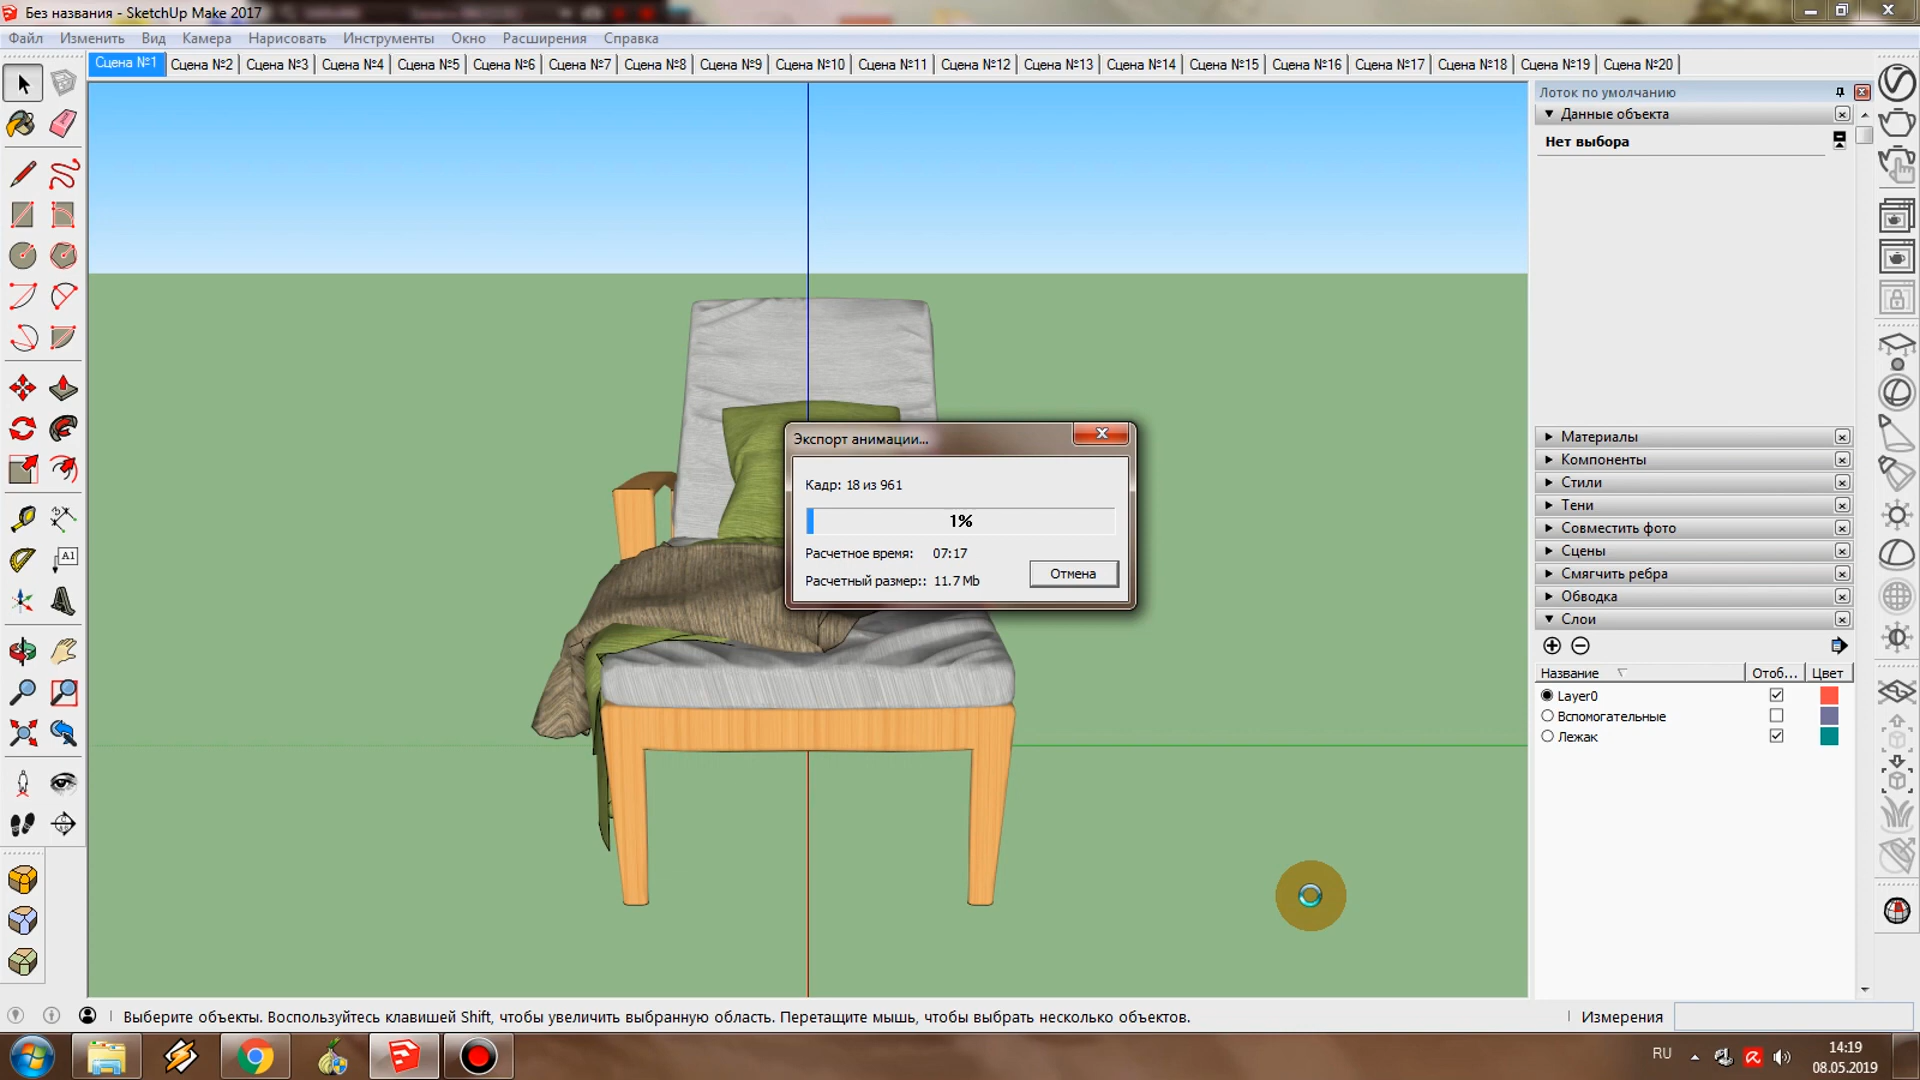 Без названия - SketchUp Make 2017
Файл Изменить Вид Камера Нарисовать Инструменты Окно Расширения Справка
Сцена №1 Сцена №2 Сцена №3 Сцена №4 Сцена №5 Сцена №6 Сцена №7 Сцена №8 Сцена №9 Сцена №10 Сцена №11 Сцена №12 Сцена №13 Сцена №14 Сцена №15 Сцена №16 Сцена №17 Сцена №18 Сцена №19 Сцена №20
Лоток по умолчанию
Данные объекта
Нет выбора
Экспорт анимации...
Кадр: 18 из 961
1%
Расчетное время: 07:17
Расчетный размер:: 11.7 Mb
Отмена
Материалы
Компоненты
Стили
Тени
Совместить фото
Сцены
Смягчить ребра
Обводка
Слои
Название Отоб... Цвет
Layer0
Вспомогательные
Лежак
A1
Выберите объекты. Воспользуйтесь клавишей Shift, чтобы увеличить выбранную область. Перетащите мышь, чтобы выбрать несколько объектов.
Измерения
RU
14:19
08.05.2019